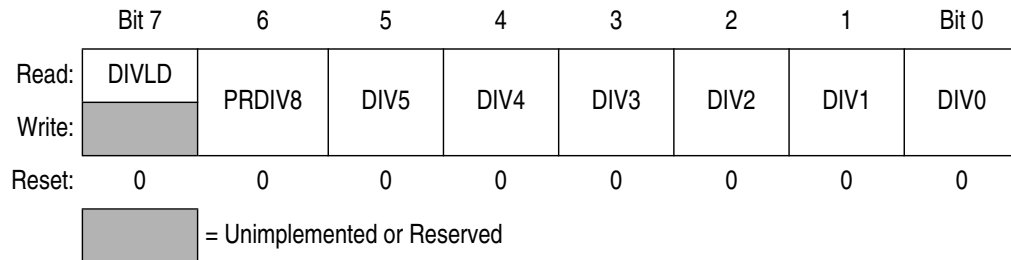 Bit 7 6 5 4 3 2 1 Bit 0
Read: DIVLD PRDIV8 DIV5 DIV4 DIV3 DIV2 DIV1 DIV0
Write:
Reset: 0 0 0 0 0 0 0 0
= Unimplemented or Reserved